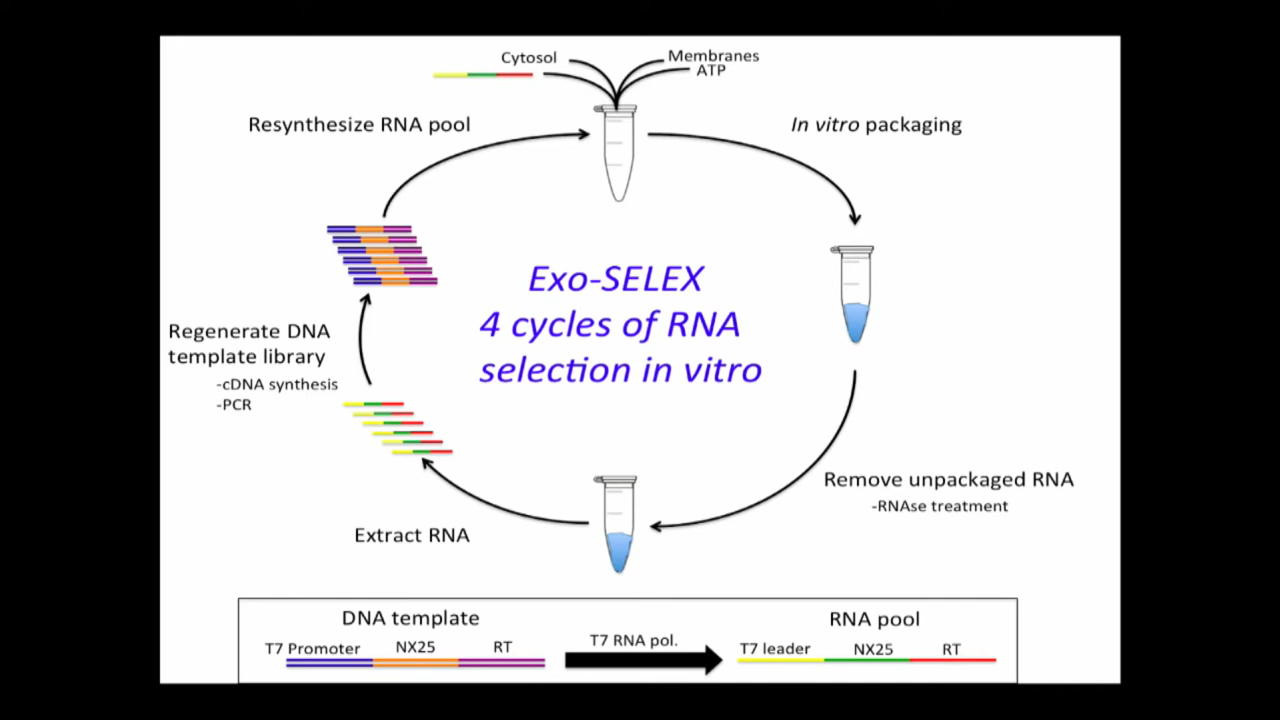 Cytosol
Membranes
ATP
Resynthesize RNA pool
In vitro packaging
Exo-SELEX
4 cycles of RNA
selection in vitro
Regenerate DNA
template library
-cDNA synthesis
-PCR
Remove unpackaged RNA
-RNAse treatment
Extract RNA
DNA template
RNA pool
T7 Promoter NX25 RT
T7 RNA pol.
T7 leader NX25 RT